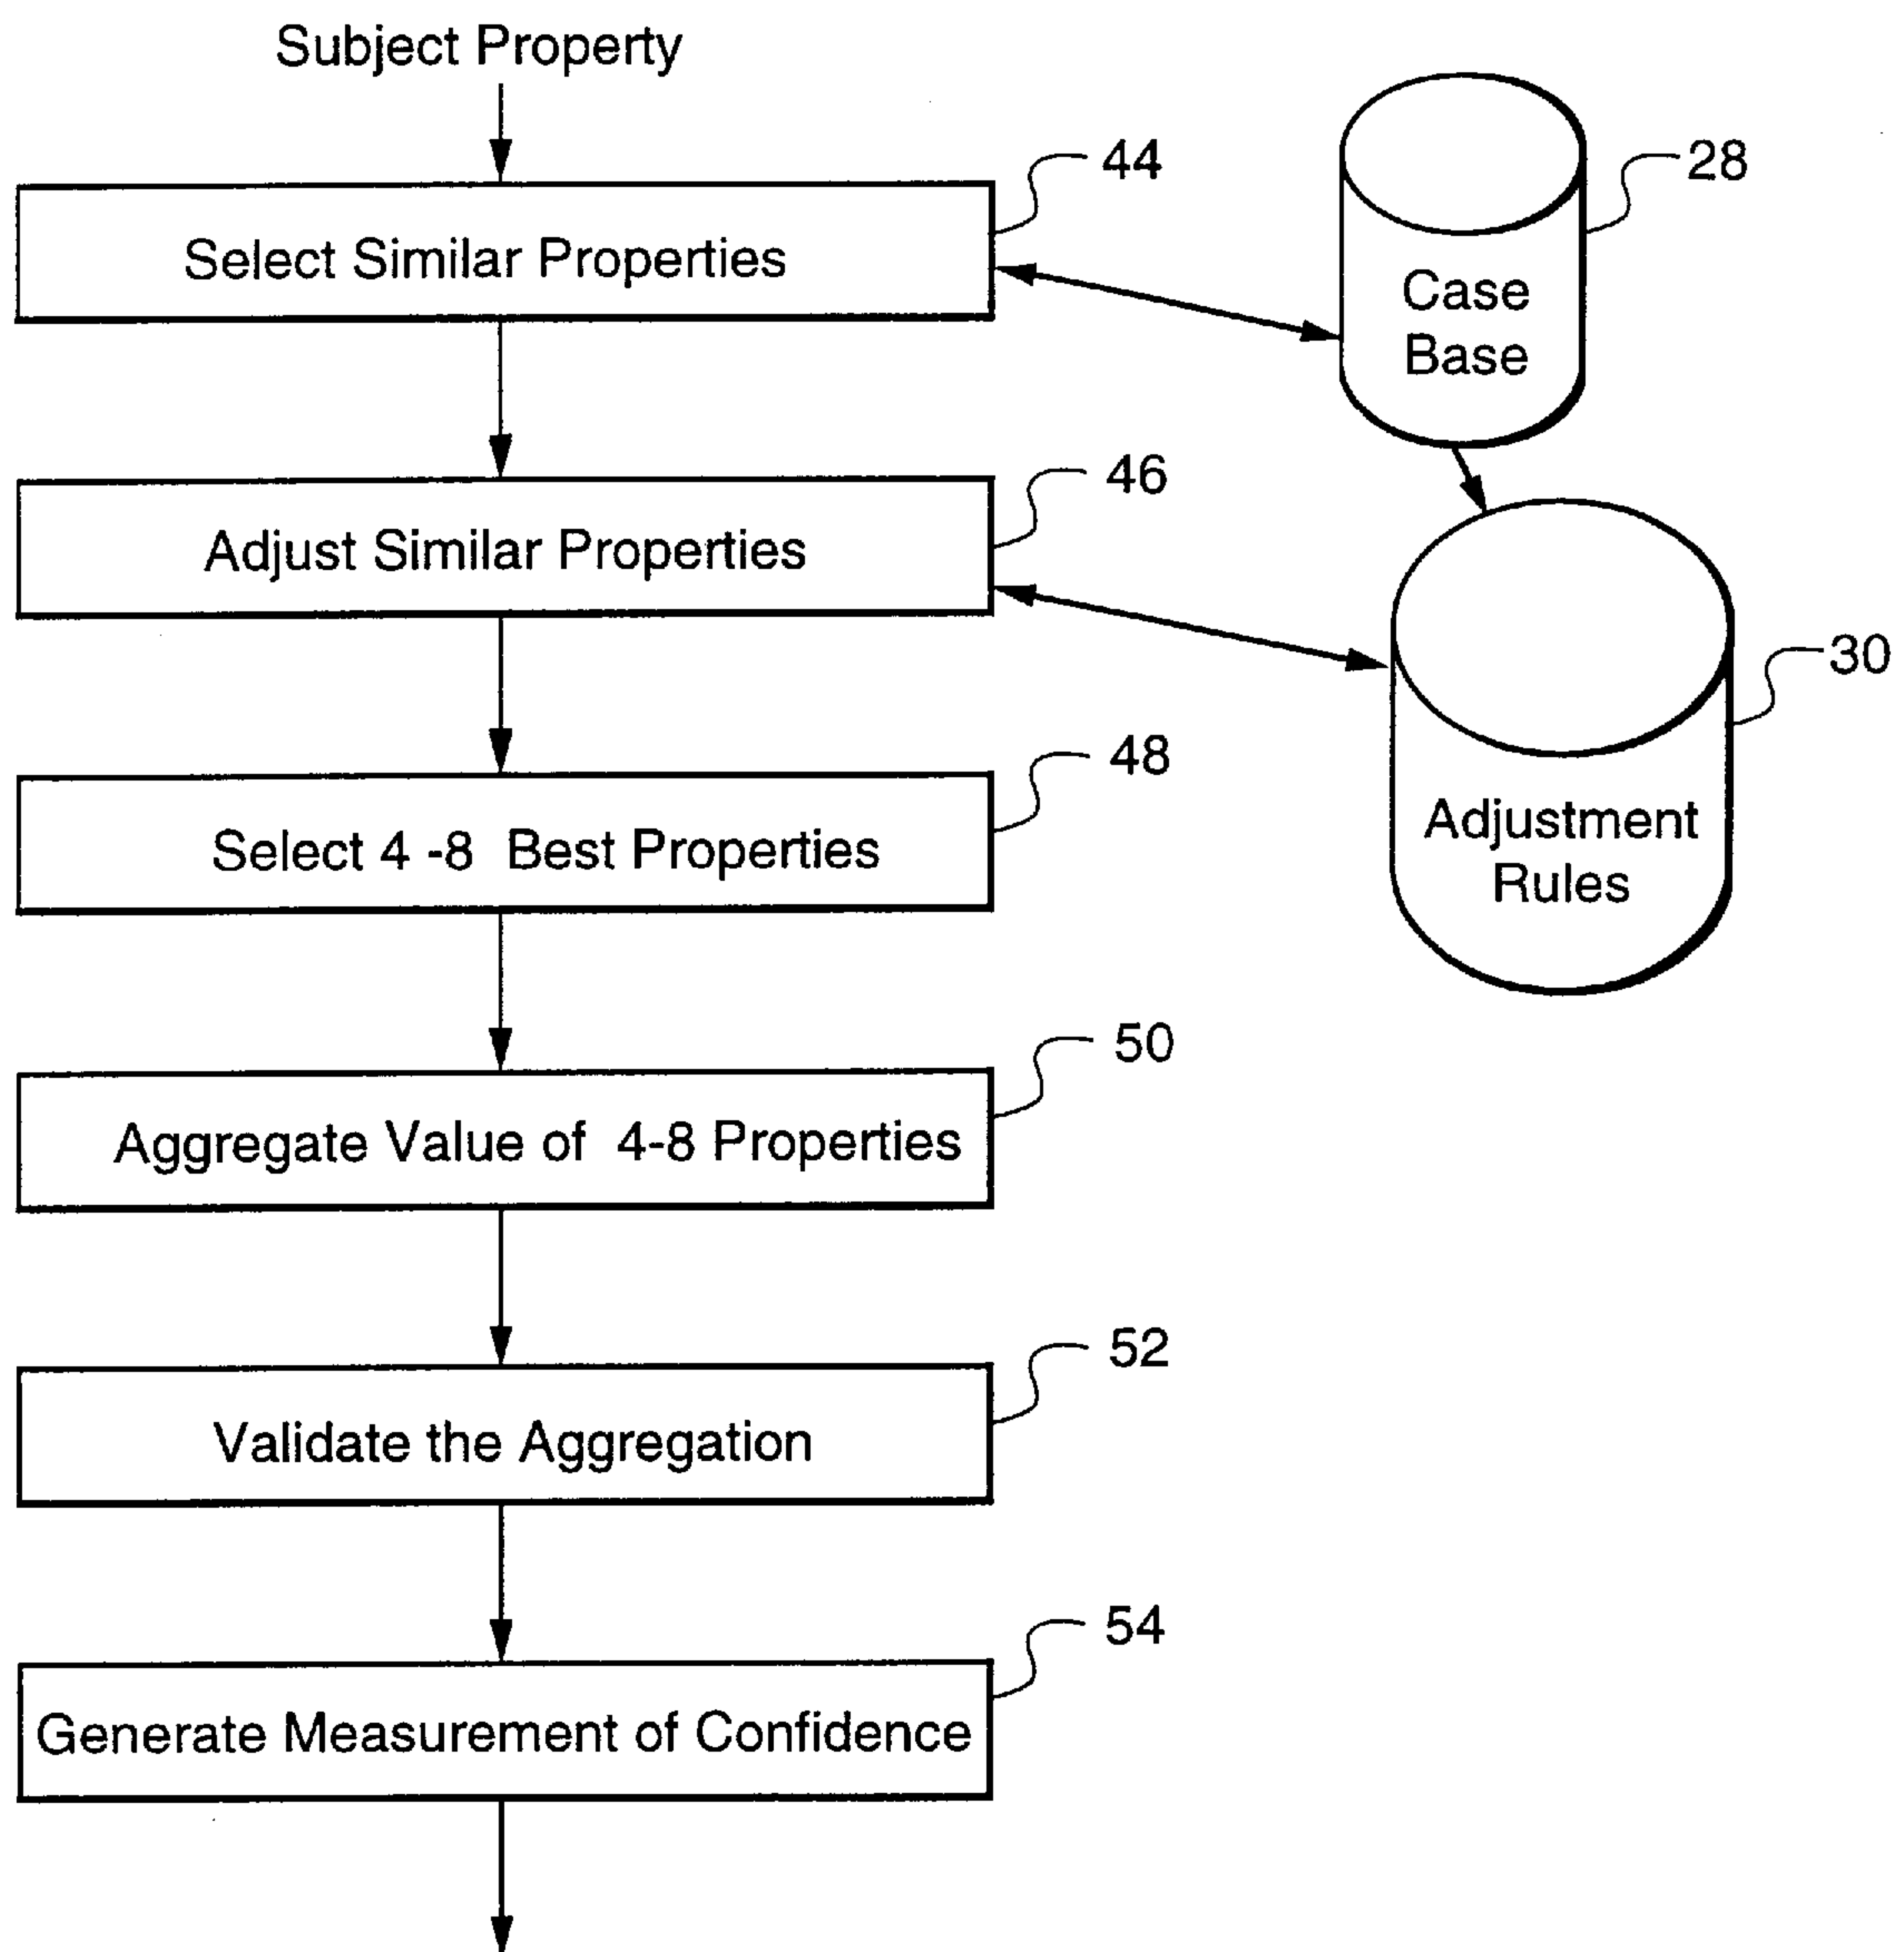 Subject Property
44
28
Select Similar Properties
Case
Base
46
Adjust Similar Properties
30
48
Adjustment
Rules
Select 4 -8 Best Properties
50
Aggregate Value of 4-8 Properties
52
Validate the Aggregation
54
Generate Measurement of Confidence